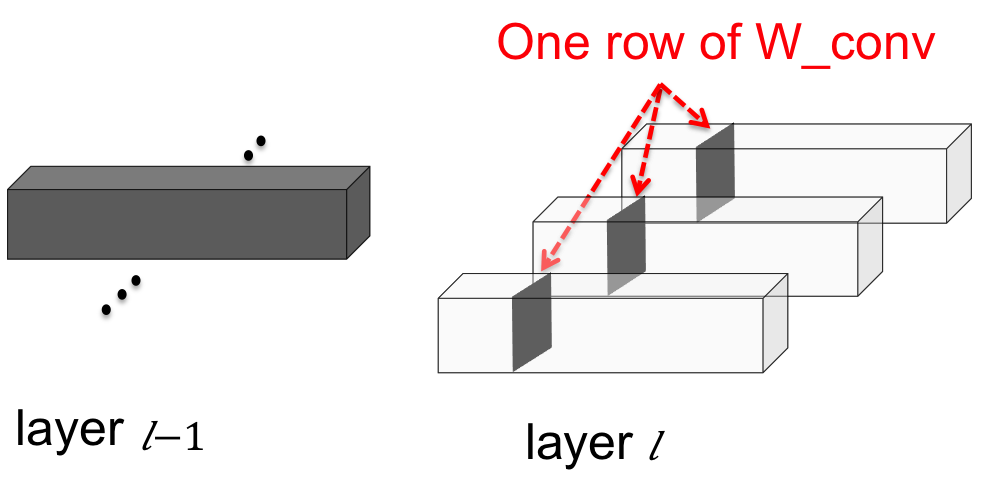 One row of W_conv
layer 𝑙−1
layer 𝑙